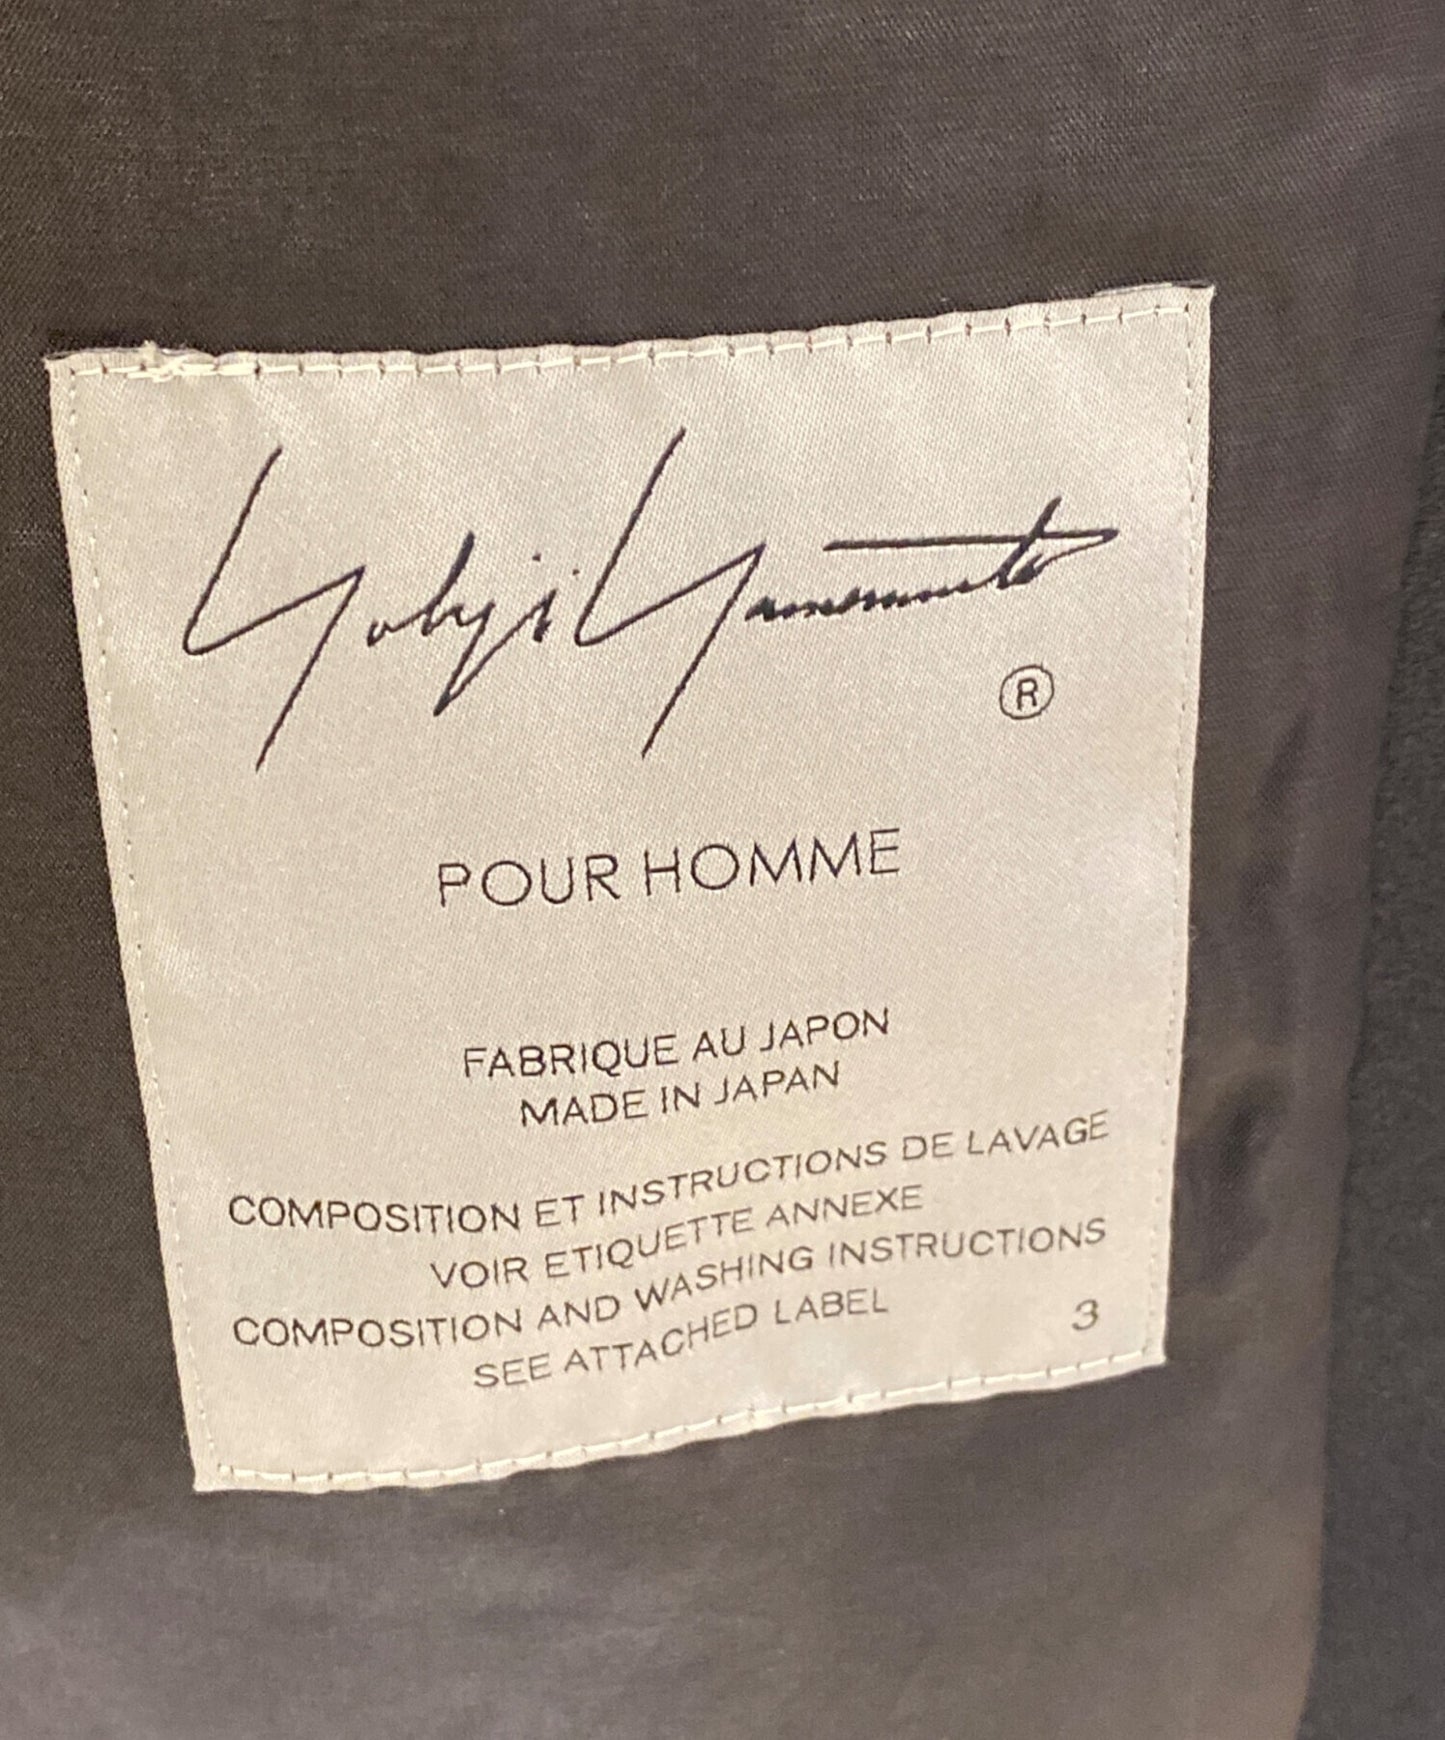 Yohji Yamamoto
®
POUR HOMME
FABRIQUE AU JAPON
MADE IN JAPAN
COMPOSITION ET INSTRUCTIONS DE LAVAGE
VOIR ETIQUETTE ANNEXE
COMPOSITION AND WASHING INSTRUCTIONS
SEE ATTACHED LABEL
3